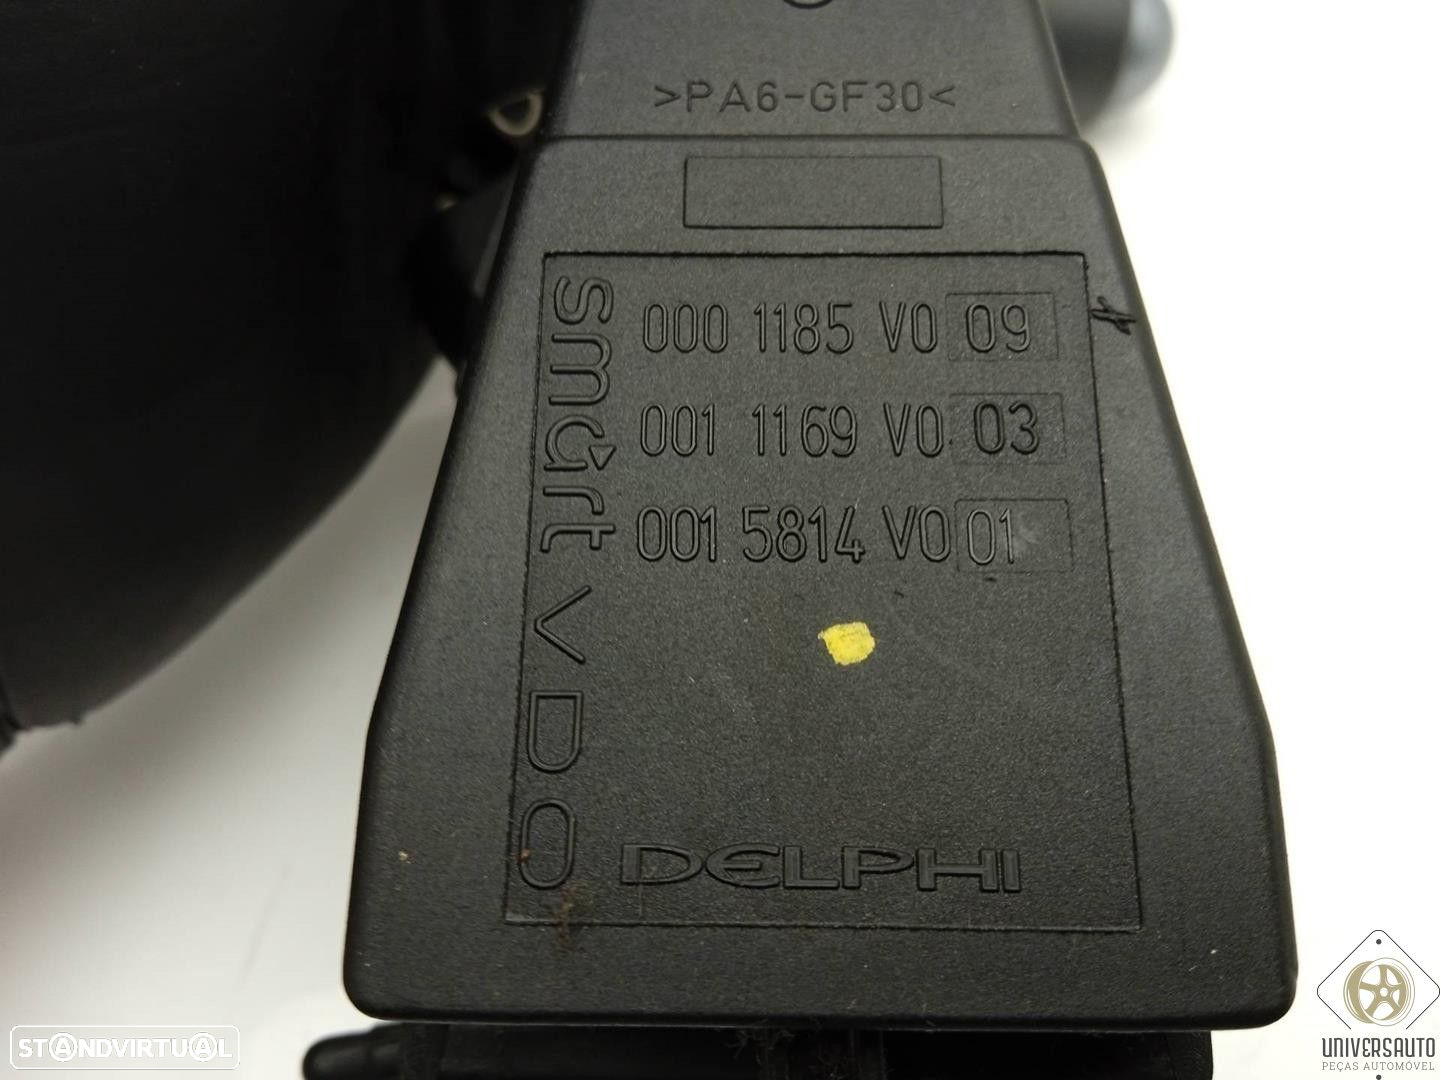 >PA6-GF30<
smart VDO
000 1185 V0 09
001 1169 V0 03
001 5814 V0 01
DELPHI
STANDVIRTUAL
UNIVERSAUTO
PEÇAS AUTOMÓVEL